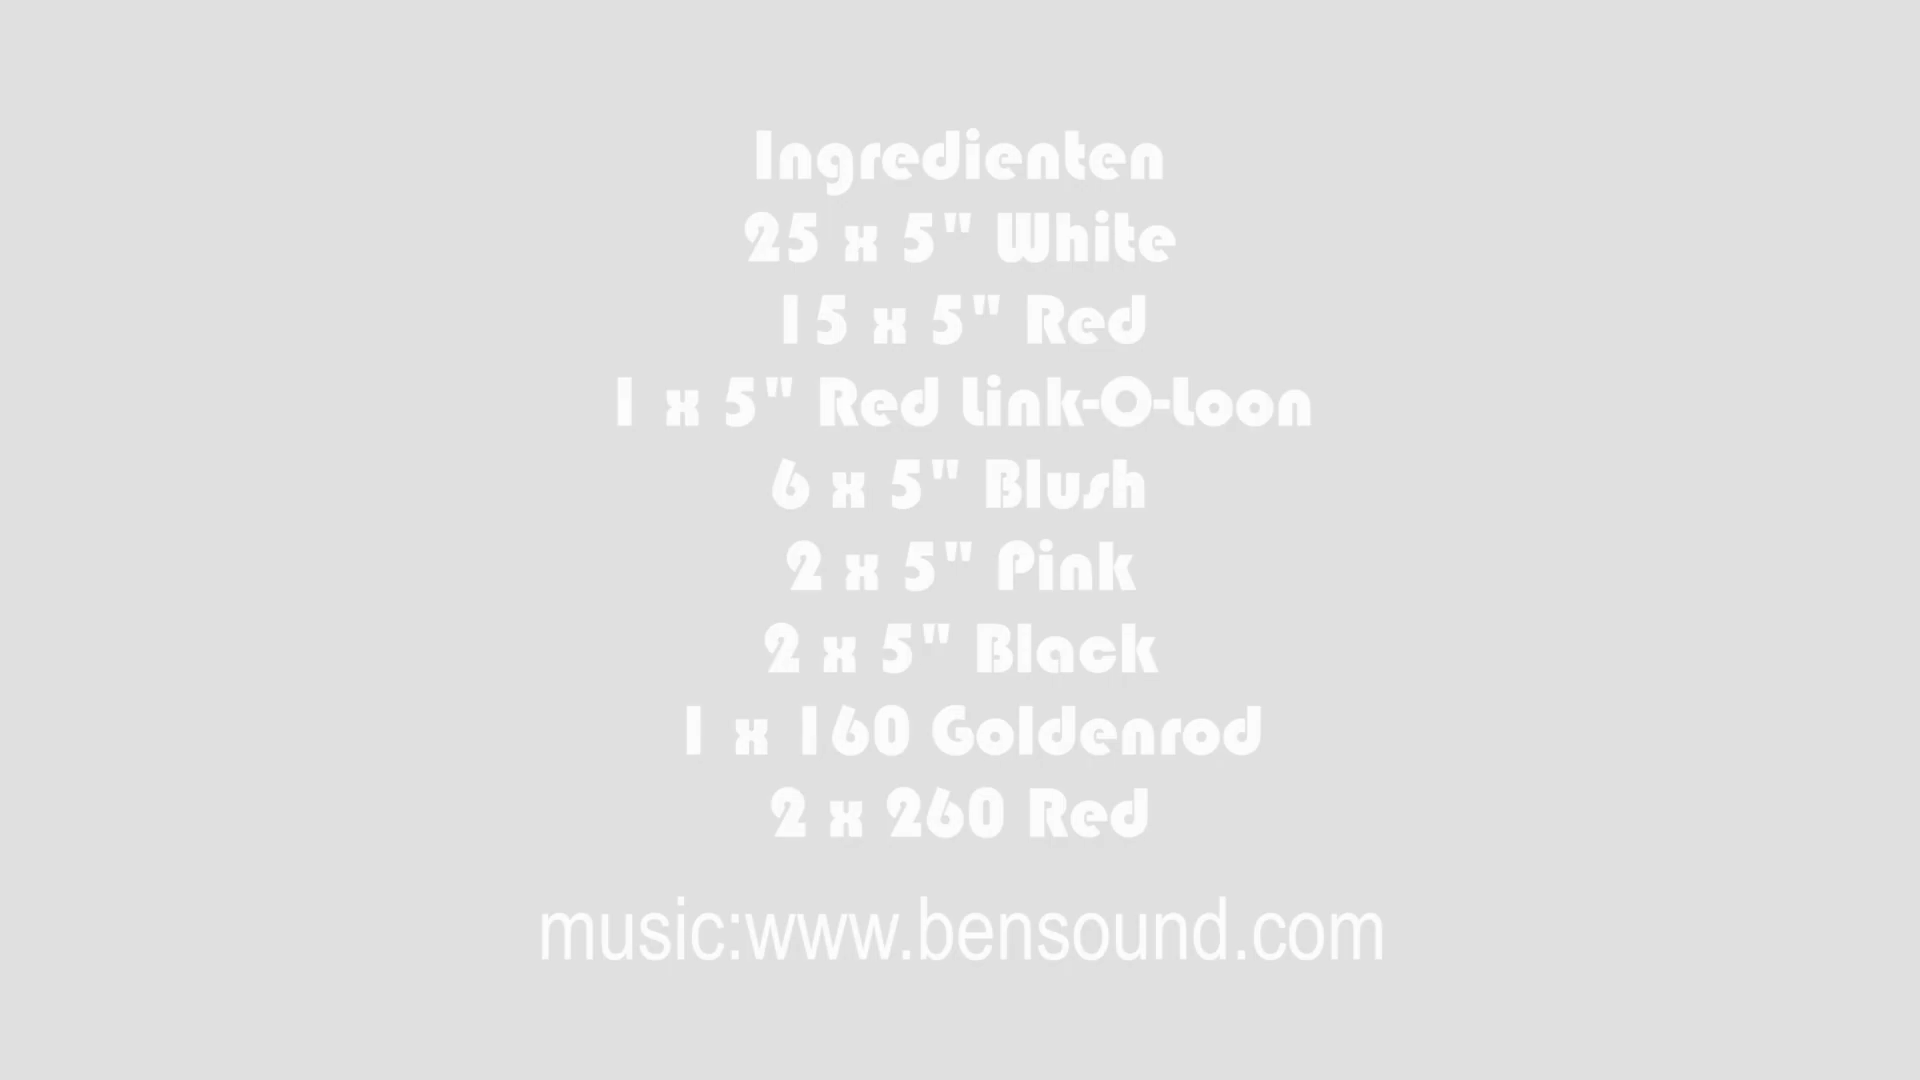 Ingredienten
25 x 5" White
15 x 5" Red
1 x 5" Red Link-O-Loon
6 x 5" Blush
2 x 5" Pink
2 x 5" Black
1 x 160 Goldenrod
2 x 260 Red
music:www.bensound.com